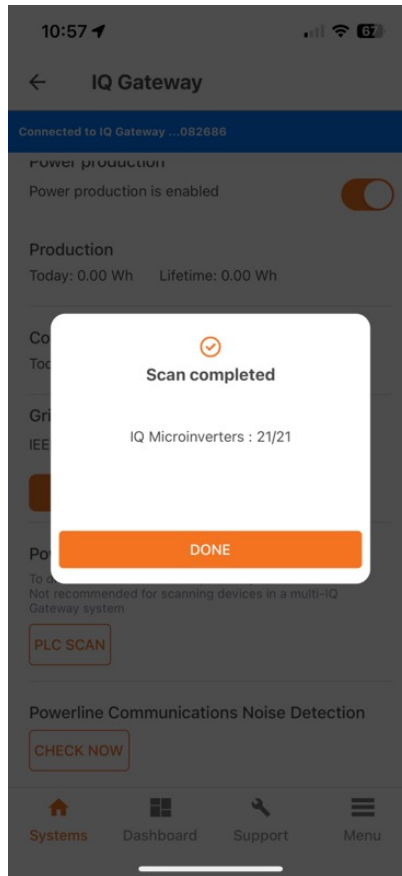 10:57
67
IQ Gateway
Connected to IQ Gateway ...082686
Power production
Power production is enabled
Production
Today: 0.00 Wh Lifetime: 0.00 Wh
Scan completed
IQ Microinverters : 21/21
DONE
Not recommended for scanning devices in a multi-IQ
Gateway system
PLC SCAN
Powerline Communications Noise Detection
CHECK NOW
Systems Dashboard Support Menu